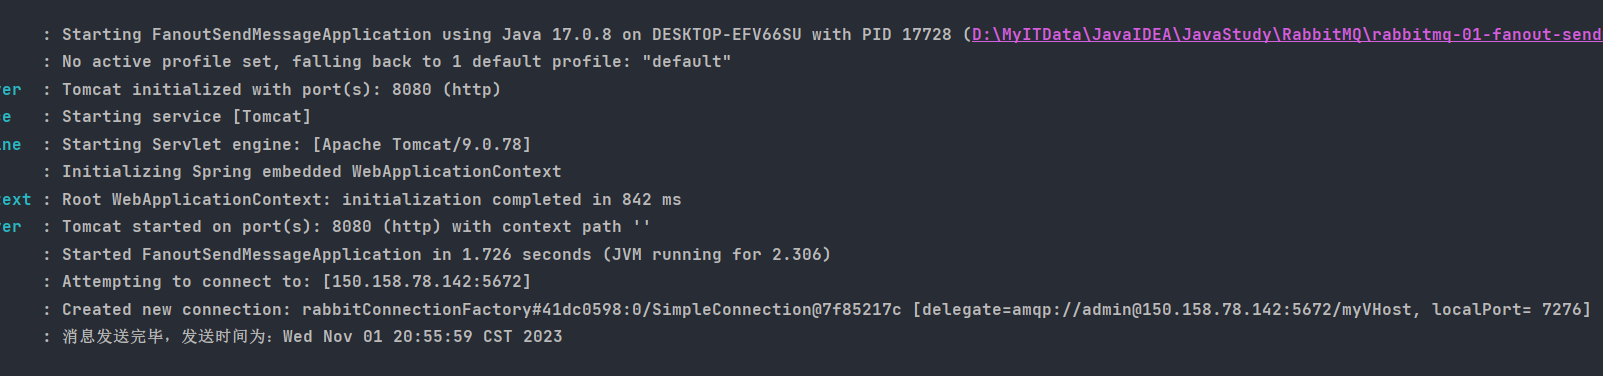 : Starting FanoutSendMessageApplication using Java 17.0.8 on DESKTOP-EFV66SU with PID 17728 (D:\MyITData\JavaIDEA\JavaStudy\RabbitMQ\rabbitmq-01-fanout-send
: No active profile set, falling back to 1 default profile: "default"
ver : Tomcat initialized with port(s): 8080 (http)
ce : Starting service [Tomcat]
ine : Starting Servlet engine: [Apache Tomcat/9.0.78]
: Initializing Spring embedded WebApplicationContext
text : Root WebApplicationContext: initialization completed in 842 ms
ver : Tomcat started on port(s): 8080 (http) with context path ''
: Started FanoutSendMessageApplication in 1.726 seconds (JVM running for 2.306)
: Attempting to connect to: [150.158.78.142:5672]
: Created new connection: rabbitConnectionFactory#41dc0598:0/SimpleConnection@7f85217c [delegate=amqp://admin@150.158.78.142:5672/myVHost, localPort= 7276]
: 消息发送完毕，发送时间为：Wed Nov 01 20:55:59 CST 2023